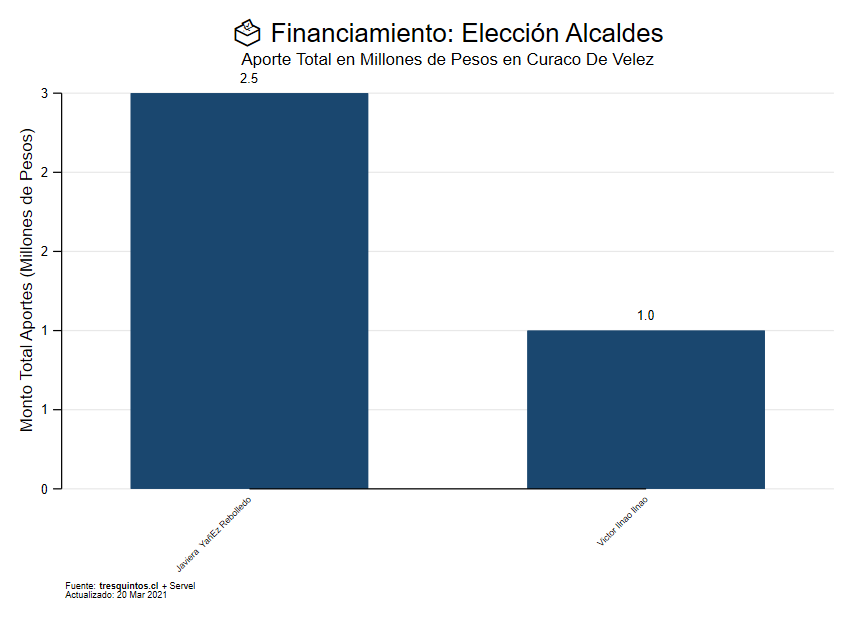 Financiamiento: Elección Alcaldes
Aporte Total en Millones de Pesos en Curaco De Velez
2.5
3
2
2
1
1
0
Monto Total Aportes (Millones de Pesos)
1.0
Javiera YañEz Rebolledo
Victor Ilnao Ilnao
Fuente: tresquintos.cl + Servel
Actualizado: 20 Mar 2021